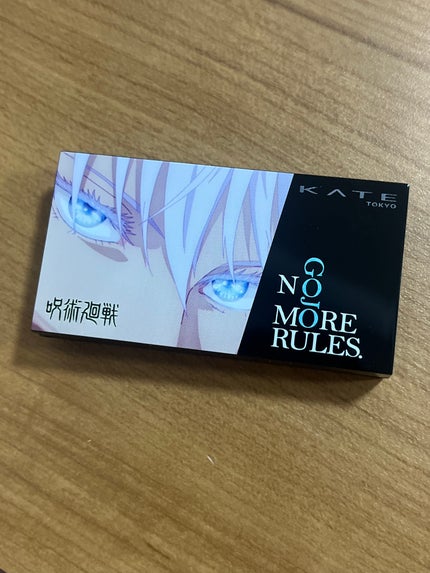 KATE
TOKYO
GOJO
NO
MORE
RULES.
呪術廻戦